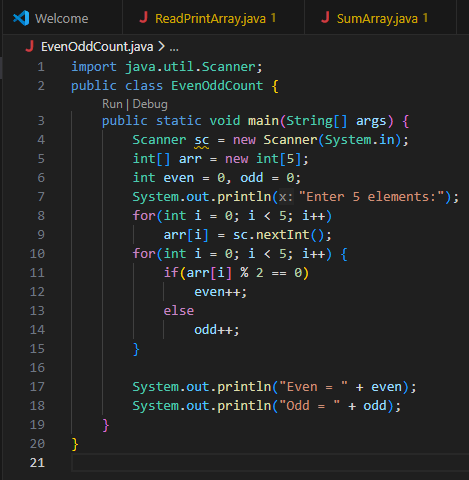 Welcome
ReadPrintArray.java 1
SumArray.java 1
EvenOddCount.java > ...
1 import java.util.Scanner;
2 public class EvenOddCount {
Run | Debug
3     public static void main(String[] args) {
4         Scanner sc = new Scanner(System.in);
5         int[] arr = new int[5];
6         int even = 0, odd = 0;
7         System.out.println(x: "Enter 5 elements:");
8         for(int i = 0; i < 5; i++)
9             arr[i] = sc.nextInt();
10         for(int i = 0; i < 5; i++) {
11             if(arr[i] % 2 == 0)
12                 even++;
13             else
14                 odd++;
15         }
16
17         System.out.println("Even = " + even);
18         System.out.println("Odd = " + odd);
19     }
20 }
21